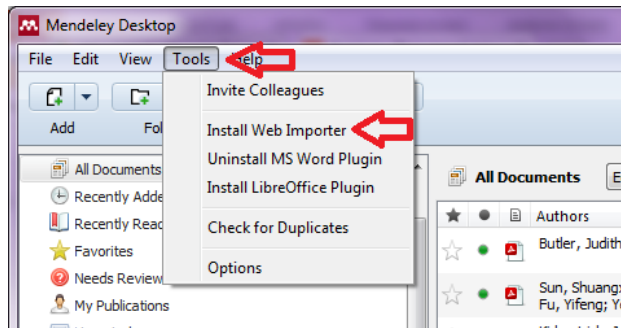 Mendeley Desktop
File Edit View Tools Help
Add
Invite Colleagues
Install Web Importer
Uninstall MS Word Plugin
Install LibreOffice Plugin
Check for Duplicates
Options
All Documents
Recently Adde
Recently Read
Favorites
Needs Review
My Publications
All Documents
Authors
Butler, Judith
Sun, Shuang
Fu, Yifeng; Y